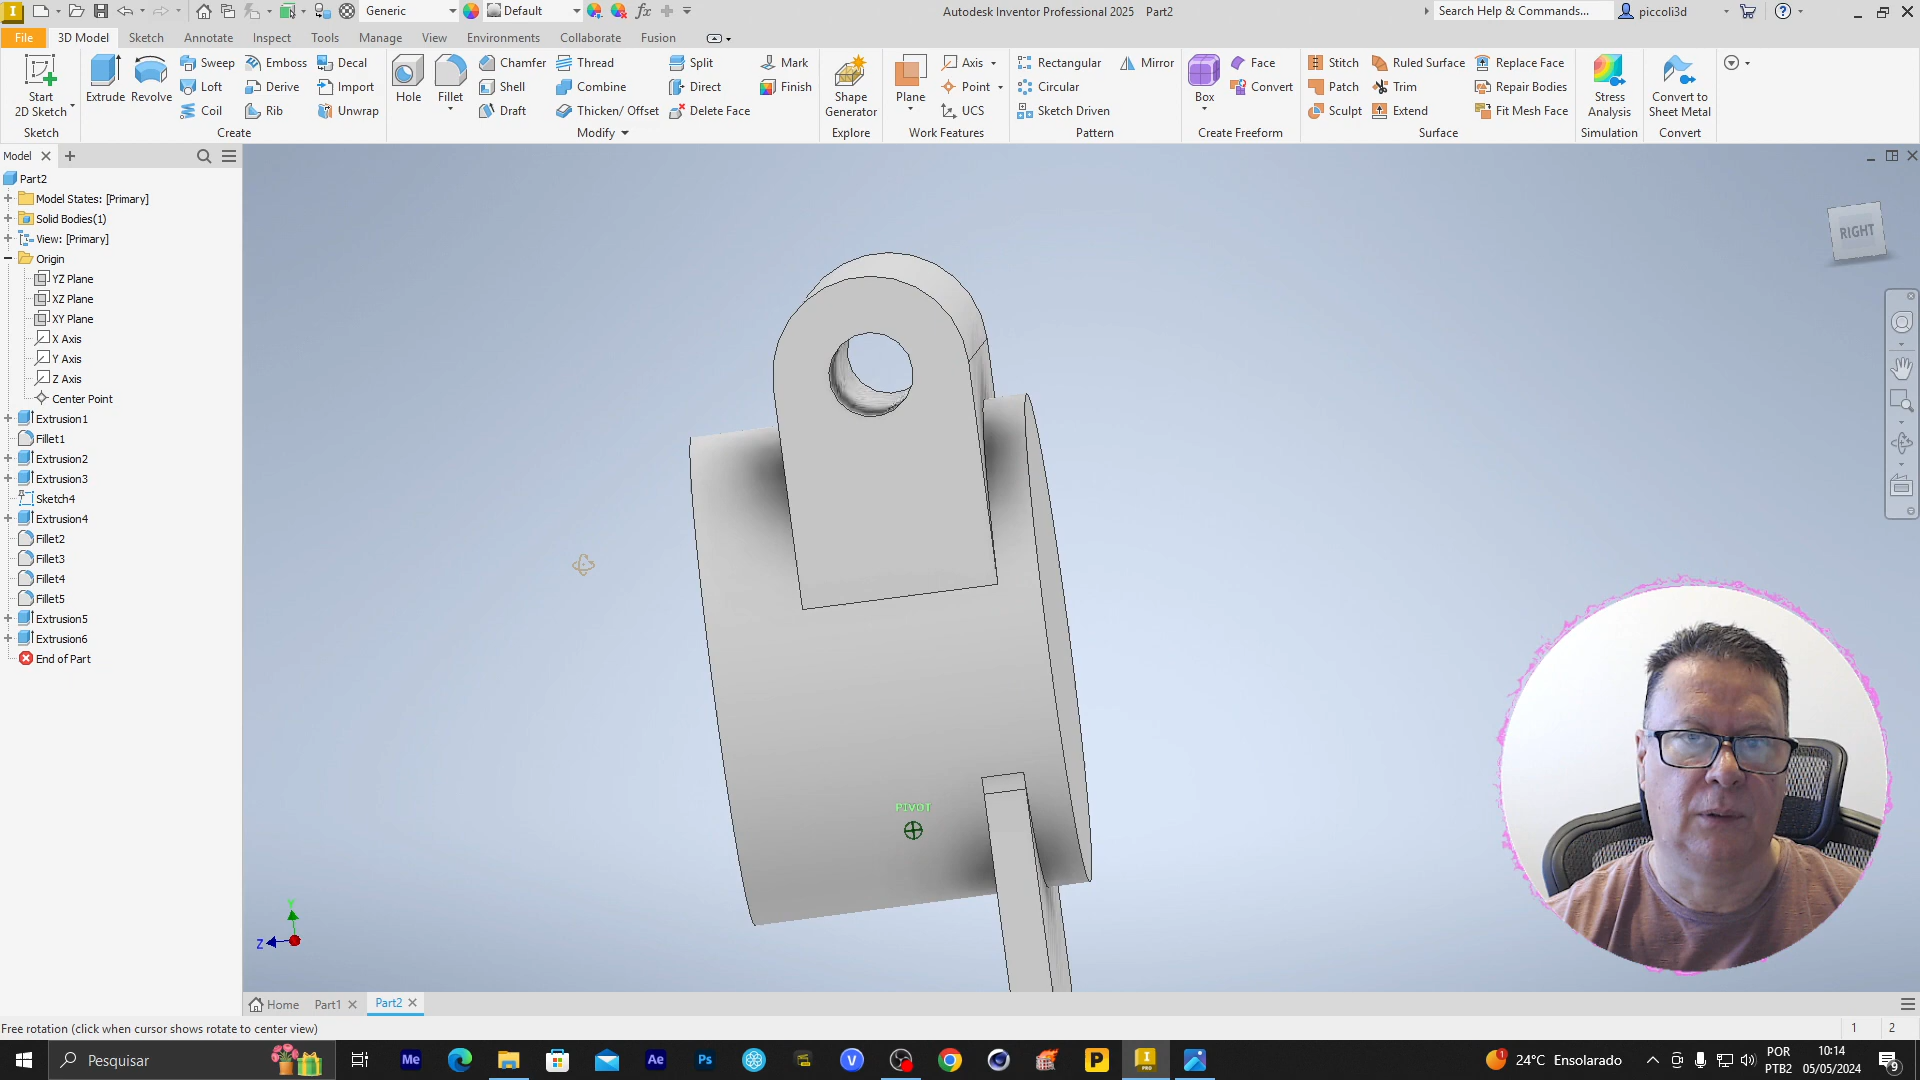 Generic
Default
fx
Autodesk Inventor Professional 2025 Part2
Search Help & Commands...
piccoli3d
File
3D Model
Sketch
Annotate
Inspect
Tools
Manage
View
Environments
Collaborate
Fusion
Start
2D Sketch
Sketch
Extrude
Revolve
Sweep
Loft
Coil
Emboss
Derive
Rib
Decal
Import
Unwrap
Create
Hole
Fillet
Chamfer
Shell
Draft
Thread
Combine
Thicken/ Offset
Split
Direct
Delete Face
Modify
Mark
Finish
Shape
Generator
Explore
Plane
Axis
Point
UCS
Work Features
Rectangular
Circular
Sketch Driven
Mirror
Pattern
Box
Face
Convert
Create Freeform
Stitch
Patch
Sculpt
Ruled Surface
Trim
Extend
Replace Face
Repair Bodies
Fit Mesh Face
Surface
Stress
Analysis
Simulation
Convert to
Sheet Metal
Convert
Model
Part2
Model States: [Primary]
Solid Bodies(1)
View: [Primary]
Origin
YZ Plane
XZ Plane
XY Plane
X Axis
Y Axis
Z Axis
Center Point
Extrusion1
Fillet1
Extrusion2
Extrusion3
Sketch4
Extrusion4
Fillet2
Fillet3
Fillet4
Fillet5
Extrusion5
Extrusion6
End of Part
RIGHT
PIVOT
Y
Z
Home
Part1
Part2
Free rotation (click when cursor shows rotate to center view)
1
2
Pesquisar
Me
Ae
Ps
V
P
I
PRO
1
24°C Ensolarado
POR
PTB2
10:14
05/05/2024
9